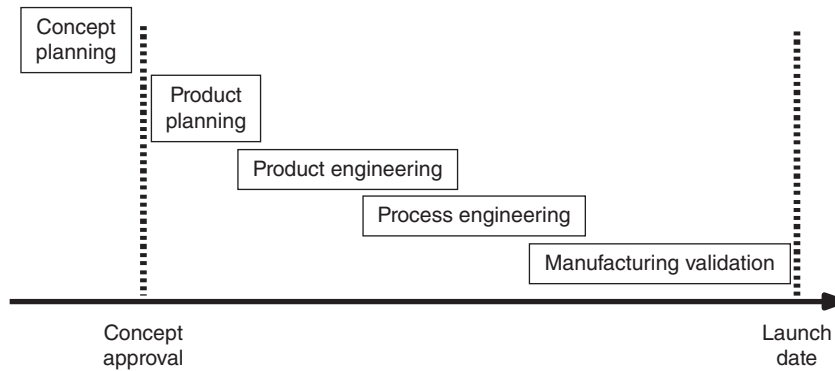 Concept
planning
Product
planning
Product engineering
Process engineering
Manufacturing validation
Concept
approval
Launch
date